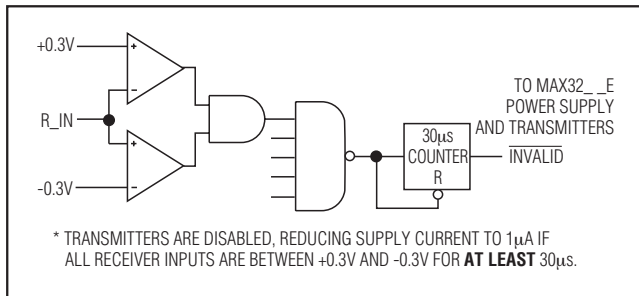 +0.3V
R_IN
-0.3V
+
-
+
-
30μs
COUNTER
R
TO MAX32_ _E
POWER SUPPLY
AND TRANSMITTERS
INVALID
* TRANSMITTERS ARE DISABLED, REDUCING SUPPLY CURRENT TO 1μA IF
ALL RECEIVER INPUTS ARE BETWEEN +0.3V AND -0.3V FOR AT LEAST 30μs.